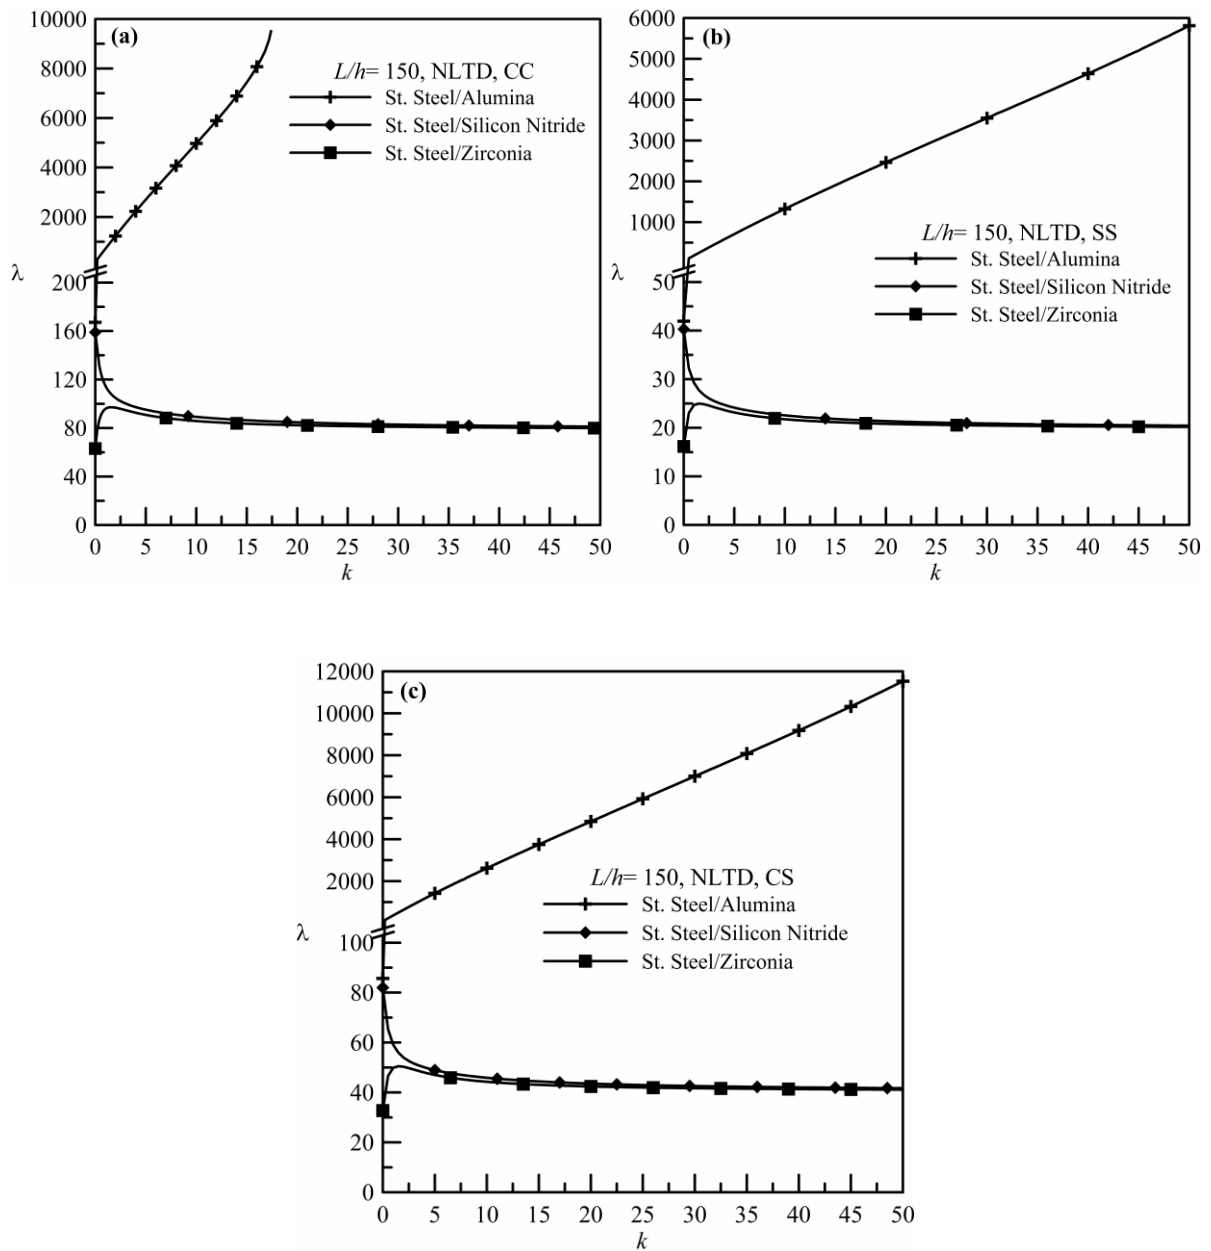 (a)
L/h= 150, NLTD, CC
St. Steel/Alumina
St. Steel/Silicon Nitride
St. Steel/Zirconia
10000
8000
6000
4000
2000
λ
200
160
120
80
40
0
0 5 10 15 20 25 30 35 40 45 50
k
(b)
6000
5000
4000
3000
2000
1000
L/h= 150, NLTD, SS
St. Steel/Alumina
St. Steel/Silicon Nitride
St. Steel/Zirconia
λ
50
40
30
20
10
0
0 5 10 15 20 25 30 35 40 45 50
k
(c)
12000
10000
8000
6000
4000
2000
L/h= 150, NLTD, CS
St. Steel/Alumina
St. Steel/Silicon Nitride
St. Steel/Zirconia
λ
100
80
60
40
20
0
0 5 10 15 20 25 30 35 40 45 50
k